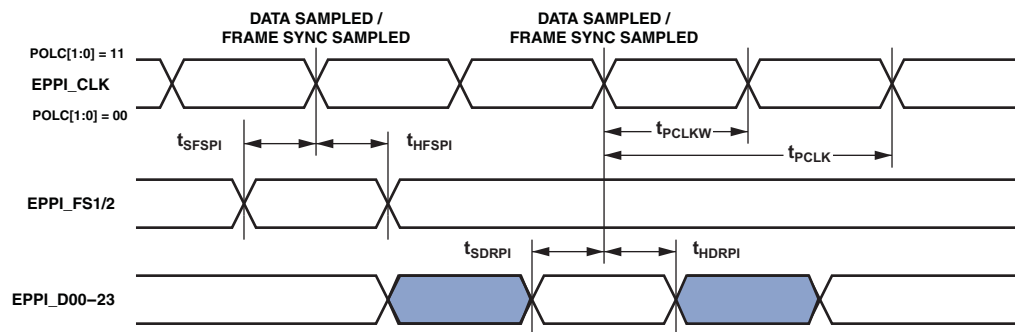 DATA SAMPLED /
FRAME SYNC SAMPLED
DATA SAMPLED /
FRAME SYNC SAMPLED
POLC[1:0] = 11
EPPI_CLK
POLC[1:0] = 00
tSFSPI
tHFSPI
tPCLKW
tPCLK
EPPI_FS1/2
tSDRPI
tHDRPI
EPPI_D00–23